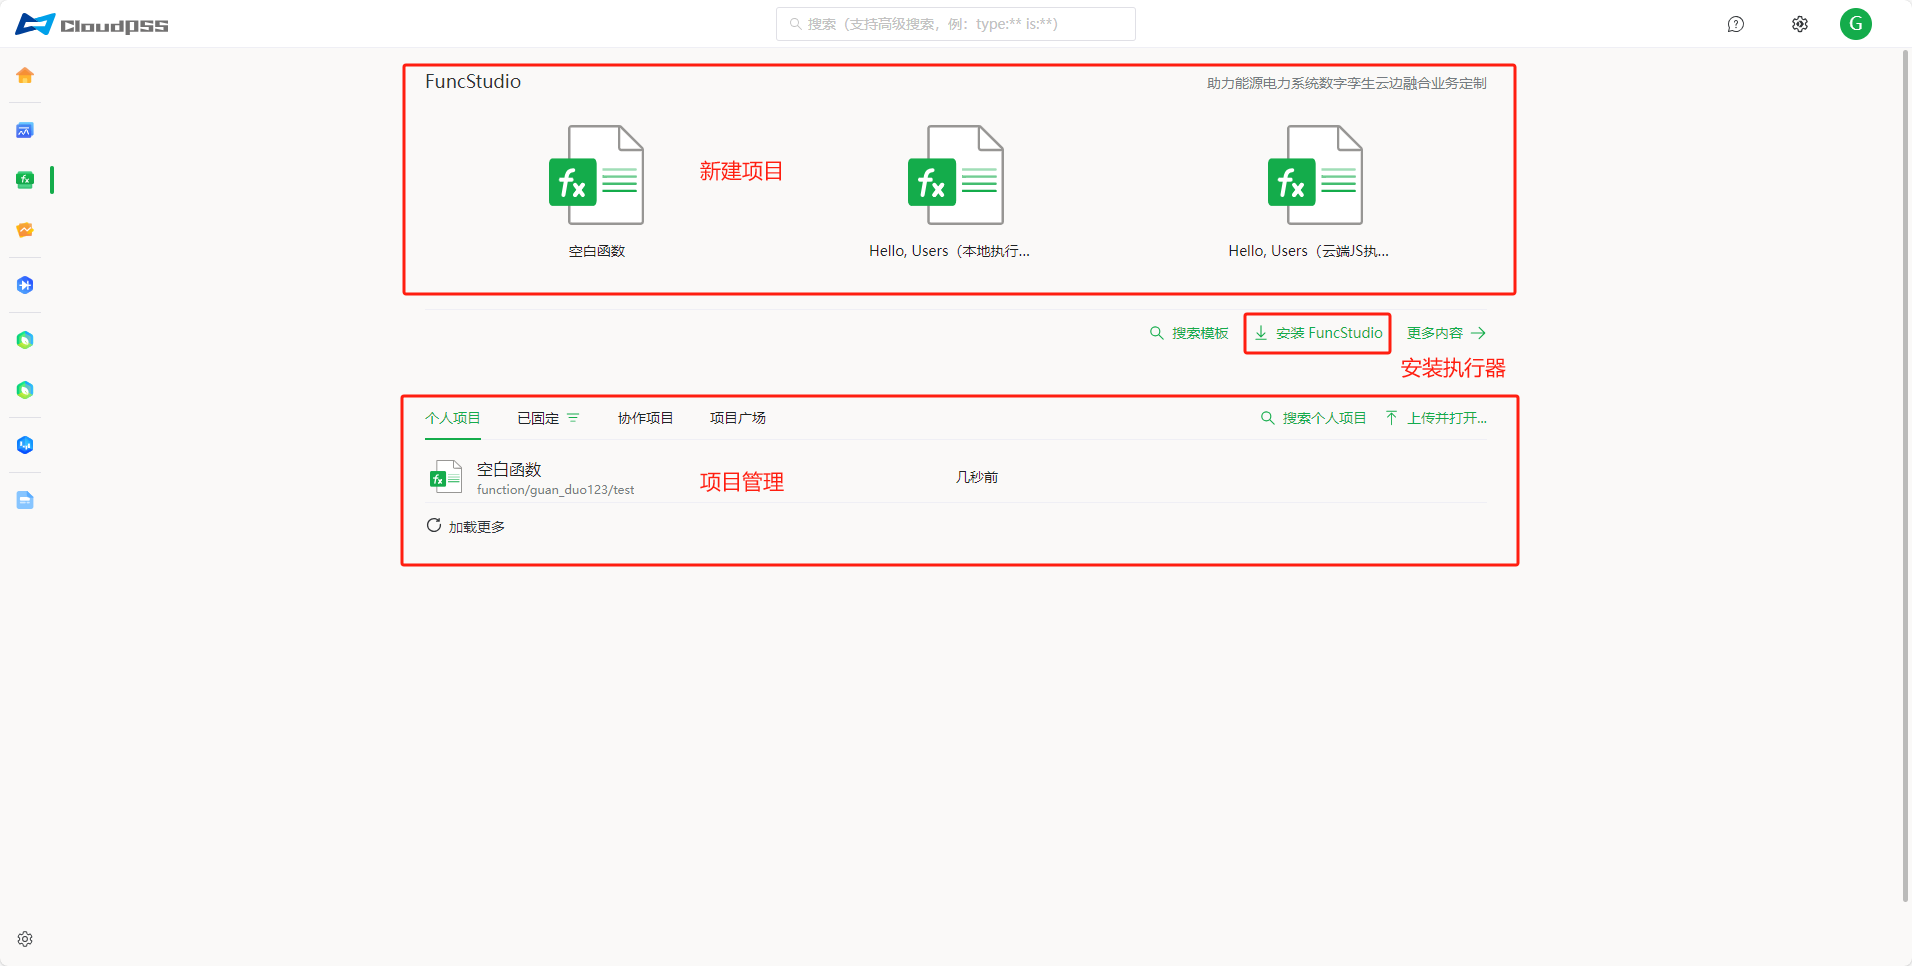 CloudPSS
搜索（支持高级搜索，例：type:** is:**)
G
FuncStudio
助力能源电力系统数字孪生云边融合业务定制
fx
fx
fx
新建项目
空白函数
Hello, Users（本地执行...
Hello, Users（云端JS执...
搜索模板
安装 FuncStudio
更多内容
安装执行器
个人项目
已固定
协作项目
项目广场
搜索个人项目
上传并打开...
fx
空白函数
function/guan_duo123/test
项目管理
几秒前
加载更多